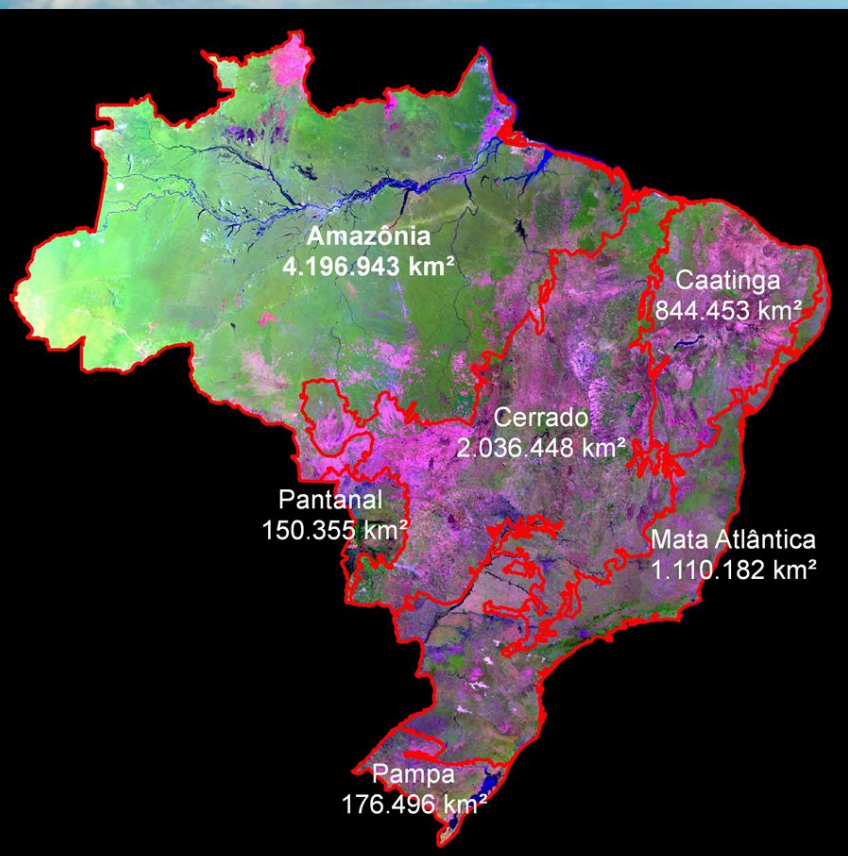 Amazônia
4.196.943 km²
Caatinga
844.453 km²
Cerrado
2.036.448 km²
Pantanal
150.355 km²
Mata Atlântica
1.110.182 km²
Pampa
176.496 km²